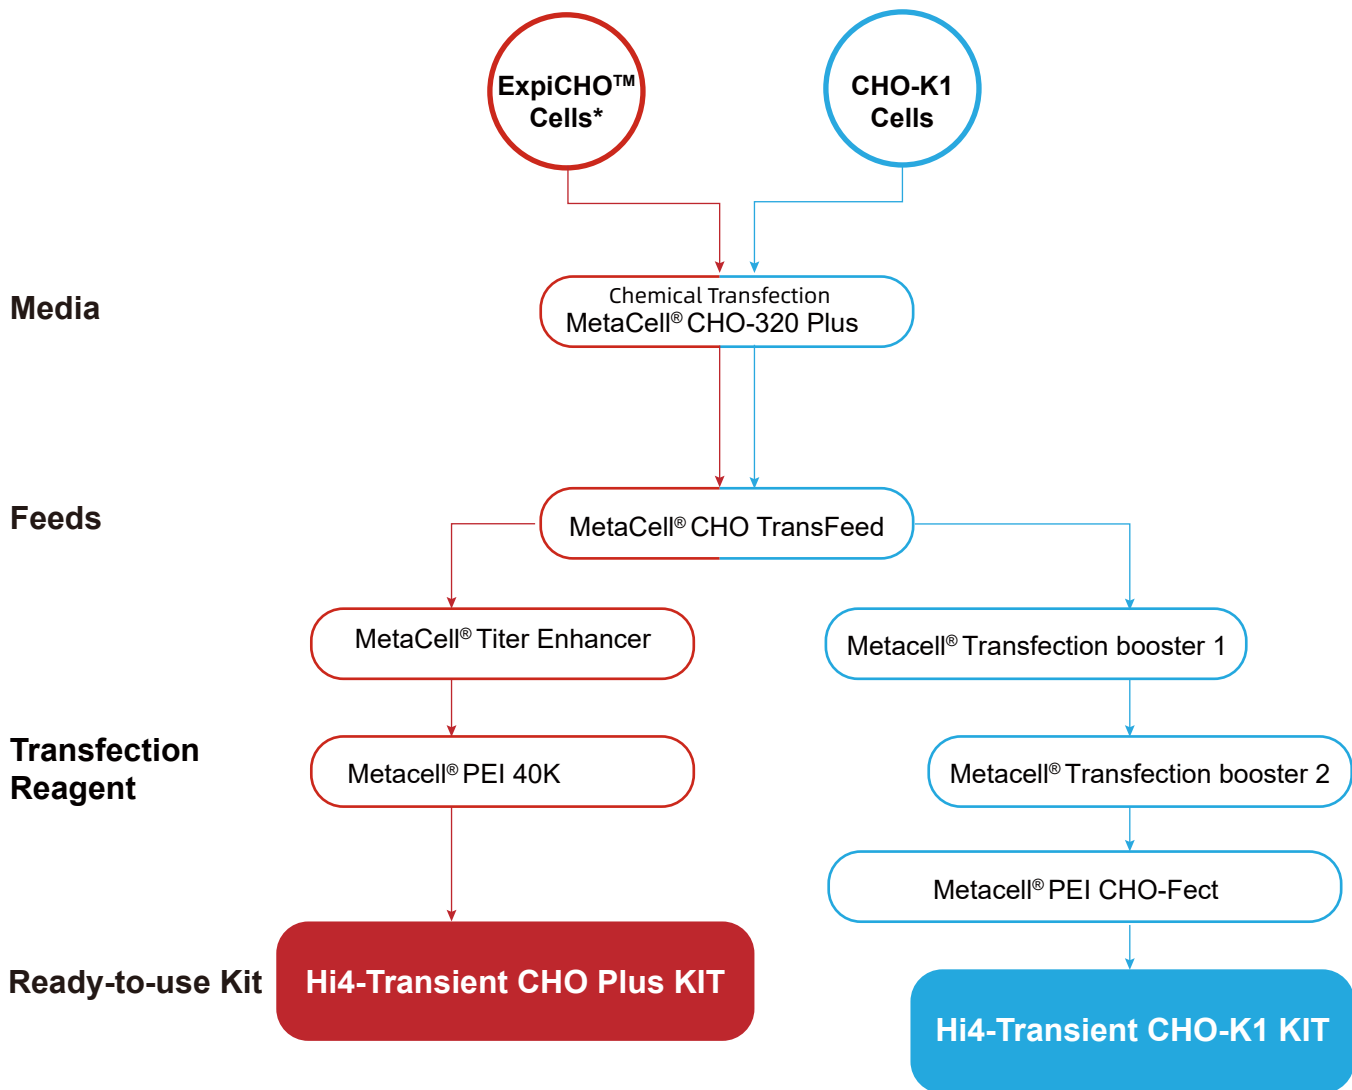 ExpiCHO™
Cells*
CHO-K1
Cells
Media
Chemical Transfection
MetaCell® CHO-320 Plus
Feeds
MetaCell® CHO TransFeed
MetaCell® Titer Enhancer
Metacell® Transfection booster 1
Transfection
Reagent
Metacell® PEI 40K
Metacell® Transfection booster 2
Metacell® PEI CHO-Fect
Ready-to-use Kit
Hi4-Transient CHO Plus KIT
Hi4-Transient CHO-K1 KIT